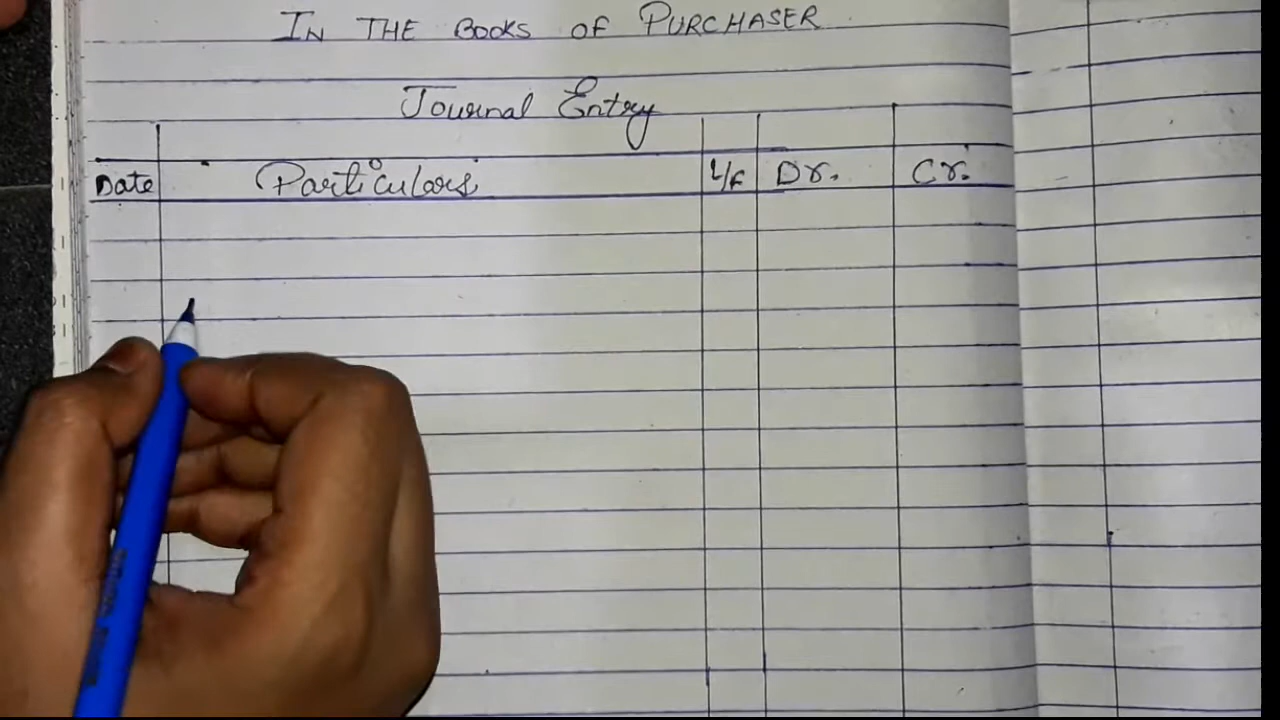 IN THE BOOKS OF PURCHASER
Journal Entry
Date Particulars L/F Dr. Cr.